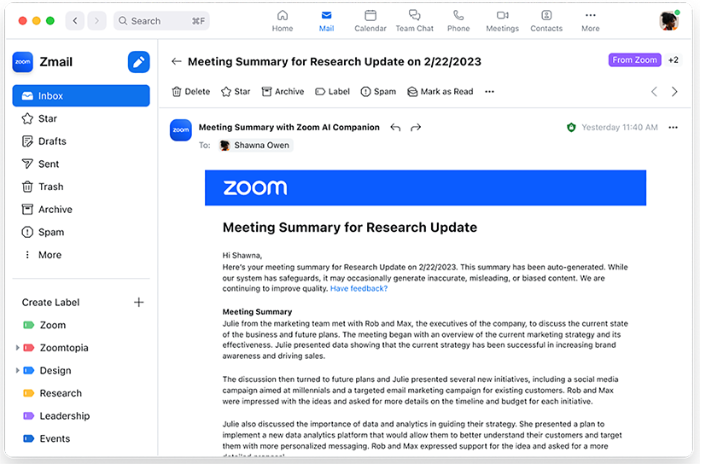 Search ⌘F
Home
Mail
Calendar
Team Chat
Phone
Meetings
Contacts
More
zoom Zmail
Inbox
Star
Drafts
Sent
Trash
Archive
Spam
More
Create Label
Zoom
Zoomtopia
Design
Research
Leadership
Events
Meeting Summary for Research Update on 2/22/2023
From Zoom +2
Delete Star Archive Label Spam Mark as Read
zoom
Meeting Summary with Zoom AI Companion
Yesterday 11:40 AM
To: Shawna Owen
zoom
Meeting Summary for Research Update
Hi Shawna,
Here's your meeting summary for Research Update on 2/22/2023. This summary has been auto-generated. While
our system has safeguards, it may occasionally generate inaccurate, misleading, or biased content. We are
continuing to improve quality. Have feedback?
Meeting Summary
Julie from the marketing team met with Rob and Max, the executives of the company, to discuss the current state
of the business and future plans. The meeting began with an overview of the current marketing strategy and its
effectiveness. Julie presented data showing that the current strategy has been successful in increasing brand
awareness and driving sales.
The discussion then turned to future plans and Julie presented several new initiatives, including a social media
campaign aimed at millennials and a targeted email marketing campaign for existing customers. Rob and Max
were impressed with the ideas and asked for more details on the timeline and budget for each initiative.
Julie also discussed the importance of data and analytics in guiding their strategy. She presented a plan to
implement a new data analytics platform that would allow them to better understand their customers and target
them with more personalized messaging. Rob and Max expressed support for the idea and asked for a more
detailed proposal